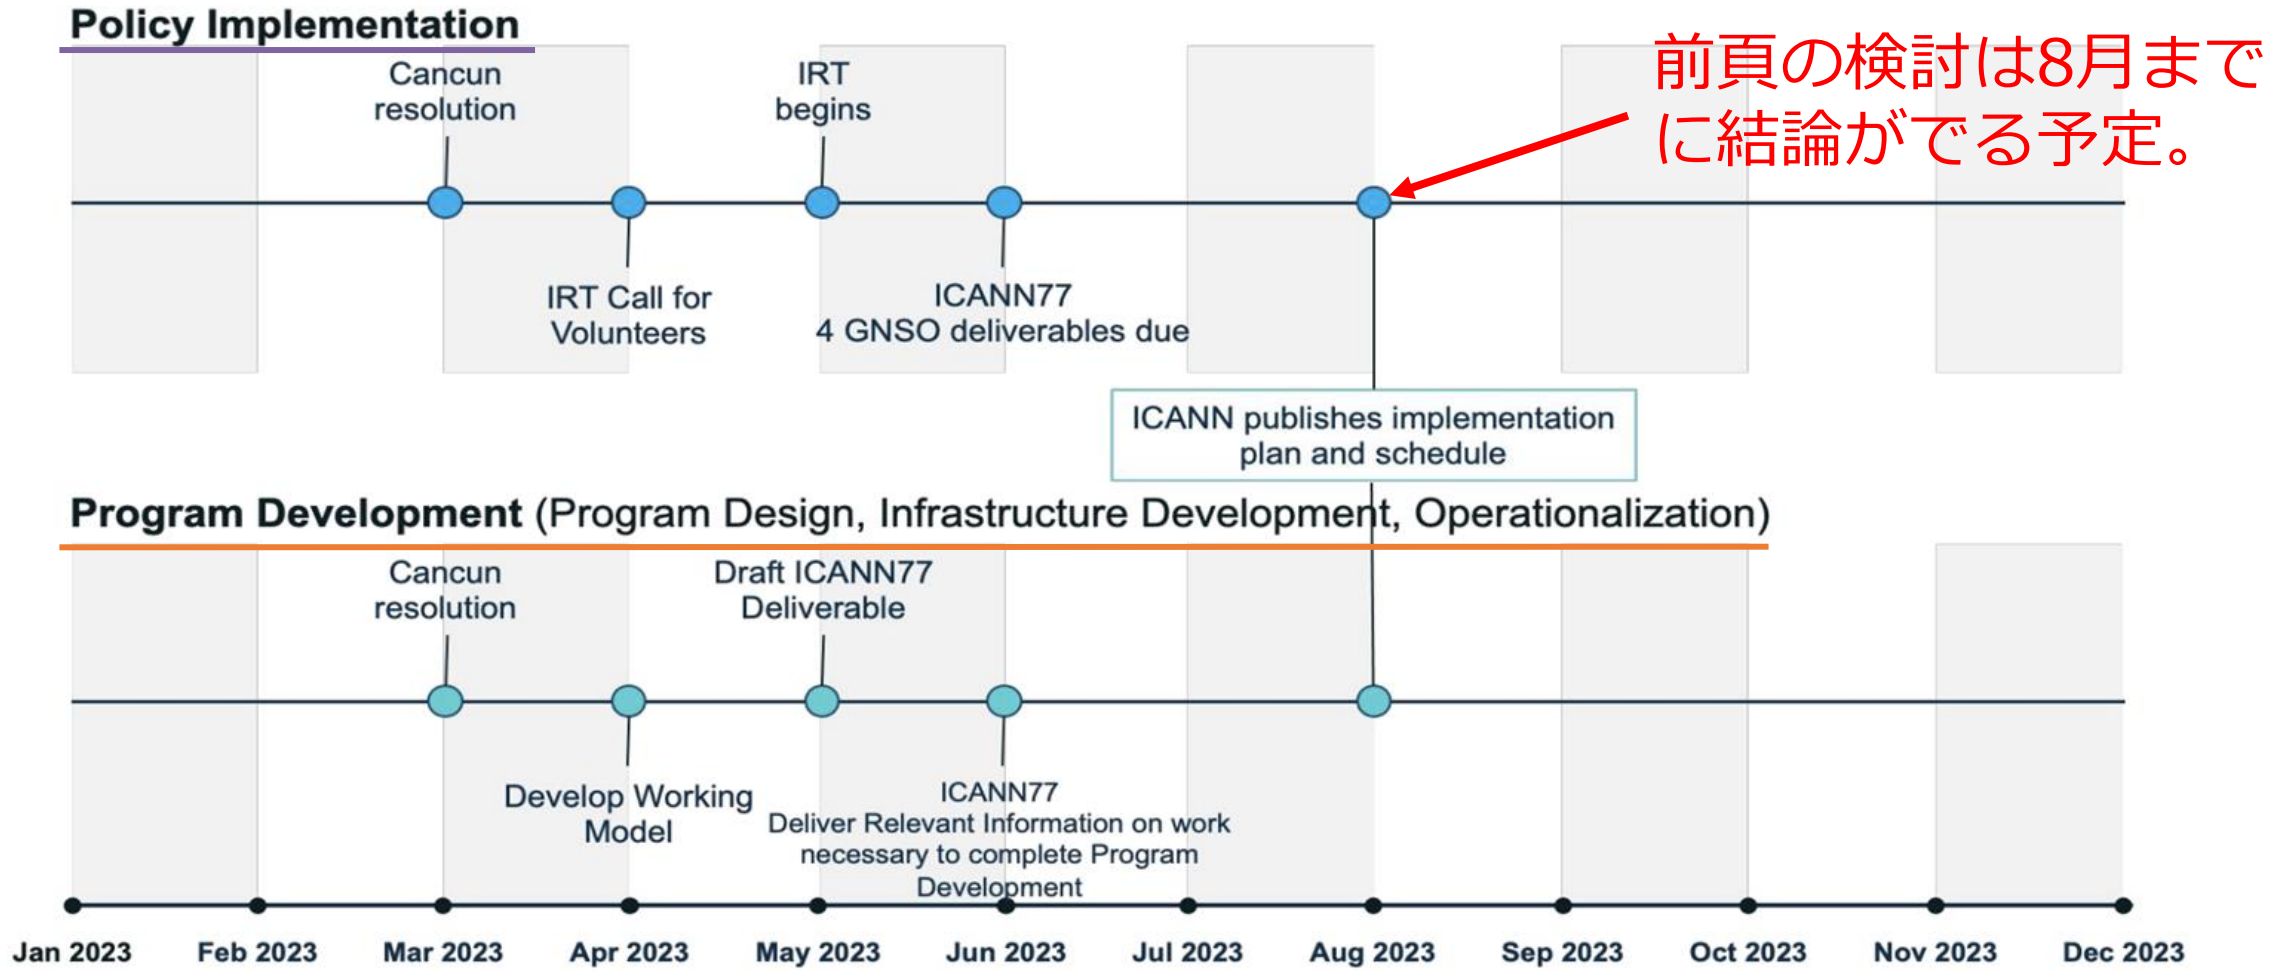 Policy Implementation
前頁の検討は8月まで
に結論がでる予定。
Cancun
resolution
IRT
begins
IRT Call for
Volunteers
ICANN77
4 GNSO deliverables due
ICANN publishes implementation
plan and schedule
Program Development (Program Design, Infrastructure Development, Operationalization)
Cancun
resolution
Draft ICANN77
Deliverable
Develop Working
Model
ICANN77
Deliver Relevant Information on work
necessary to complete Program
Development
Jan 2023 Feb 2023 Mar 2023 Apr 2023 May 2023 Jun 2023 Jul 2023 Aug 2023 Sep 2023 Oct 2023 Nov 2023 Dec 2023